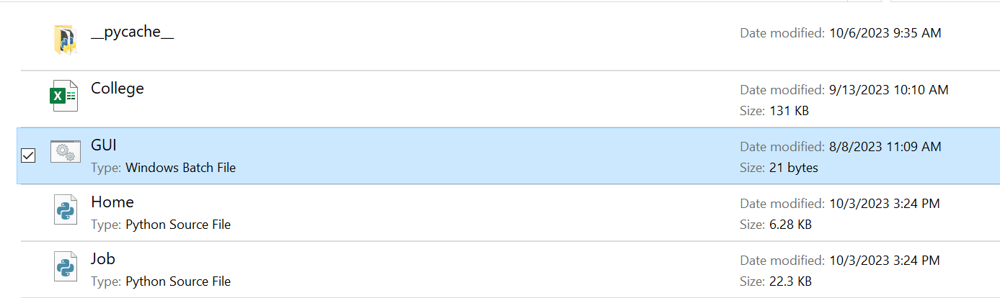 __pycache__
Date modified: 10/6/2023 9:35 AM
College
Date modified: 9/13/2023 10:10 AM
Size: 131 KB
GUI
Date modified: 8/8/2023 11:09 AM
Type: Windows Batch File
Size: 21 bytes
Home
Date modified: 10/3/2023 3:24 PM
Type: Python Source File
Size: 6.28 KB
Job
Date modified: 10/3/2023 3:24 PM
Type: Python Source File
Size: 22.3 KB